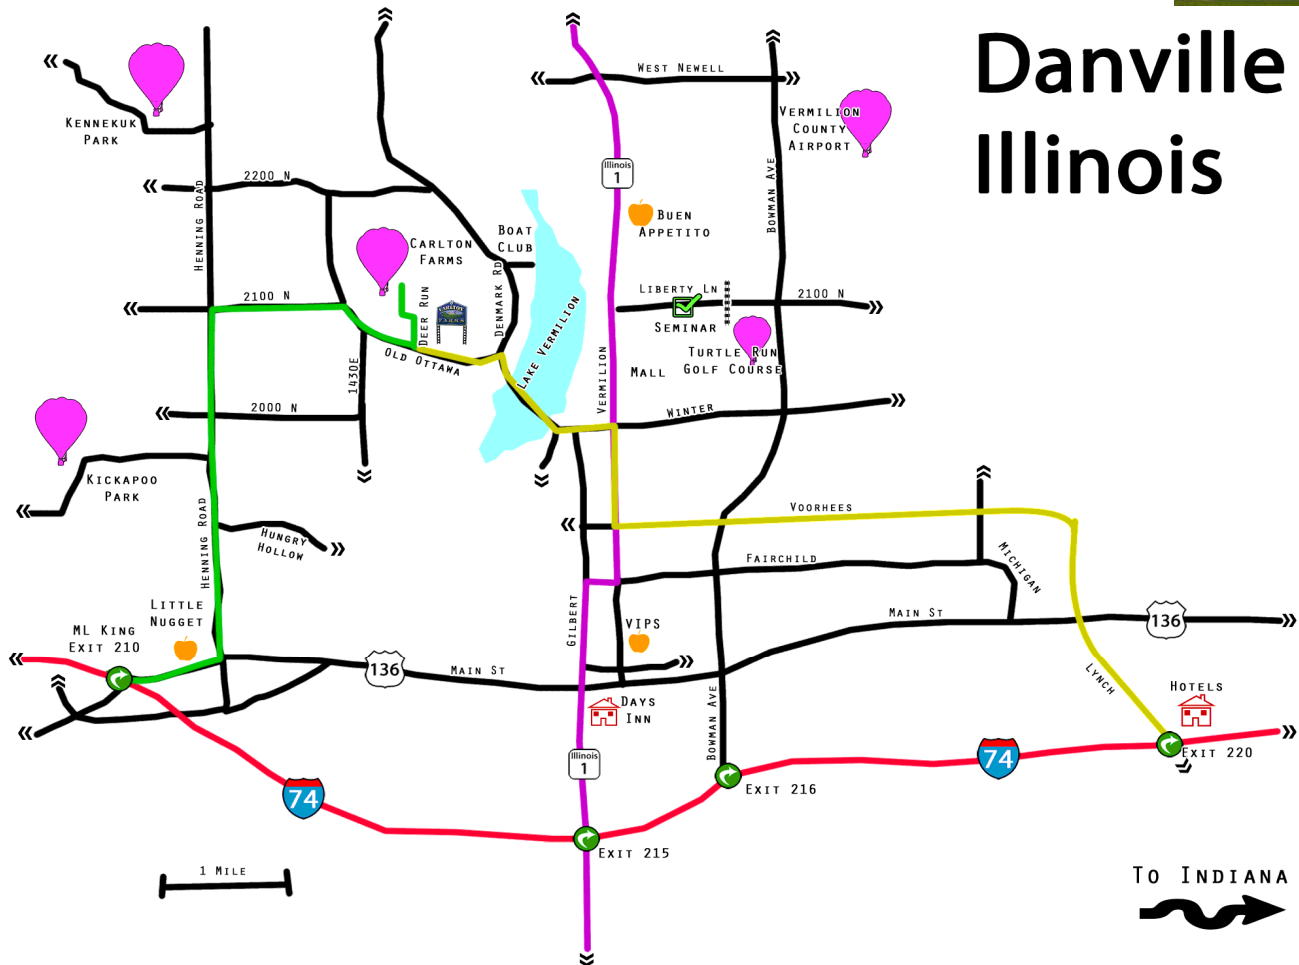 Danville
Illinois
West Newell
Kennekuk
Park
Vermilion
County
Airport
Illinois
1
2200 N
Henning Road
Bowman Ave
Buen
Appetito
Boat
Club
Carlton
Farms
Denmark Rd
Deer Run
Carlton
Farms
Lake Vermilion
2100 N
Liberty Ln
2100 N
Seminar
Turtle Run
Golf Course
Old Ottawa
1430E
Vermilion
Mall
2000 N
Winter
Kickapoo
Park
Henning Road
Voorhees
Hungry
Hollow
Fairchild
Michigan
Little
Nugget
ML King
Exit 210
Gilbert
VIPS
Main St
136
136
Main St
Lynch
Hotels
Days
Inn
Bowman Ave
Illinois
1
74
74
Exit 220
Exit 216
Exit 215
1 Mile
To Indiana